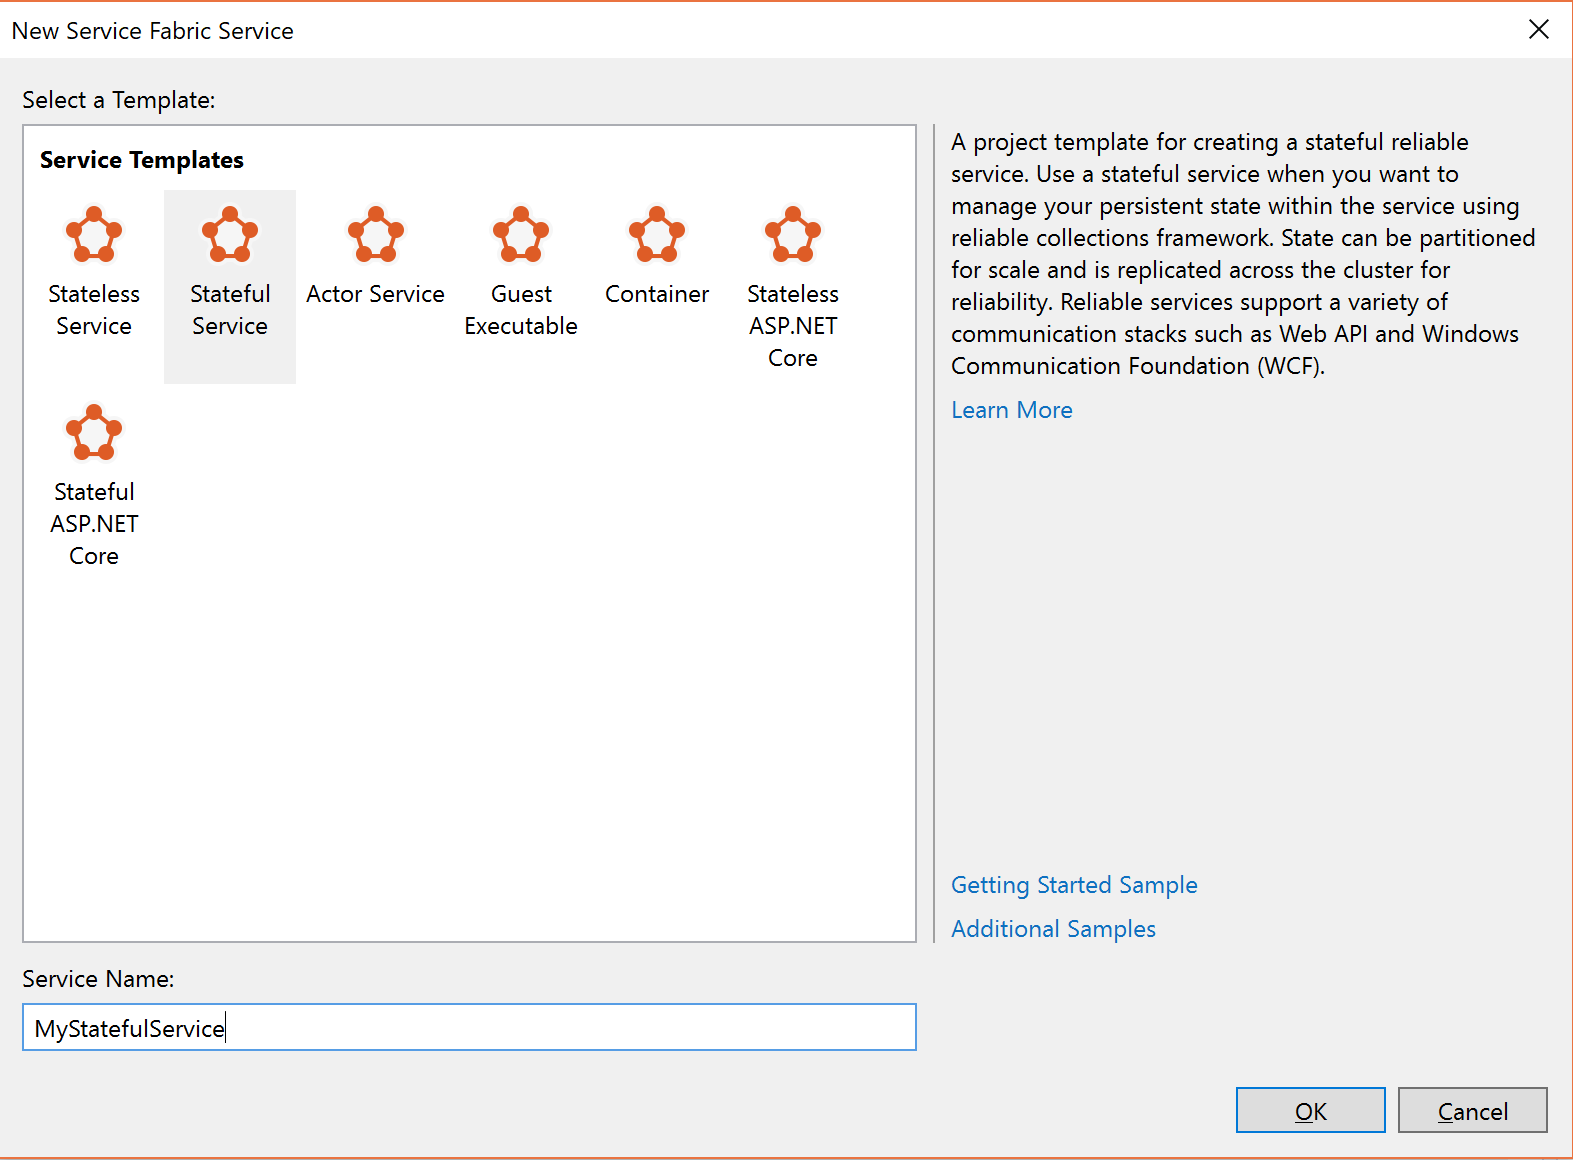 New Service Fabric Service
Select a Template:
Service Templates
Stateless
Service
Stateful
Service
Actor Service
Guest
Executable
Container
Stateless
ASP.NET
Core
Stateful
ASP.NET
Core
A project template for creating a stateful reliable
service. Use a stateful service when you want to
manage your persistent state within the service using
reliable collections framework. State can be partitioned
for scale and is replicated across the cluster for
reliability. Reliable services support a variety of
communication stacks such as Web API and Windows
Communication Foundation (WCF).
Learn More
Getting Started Sample
Additional Samples
Service Name:
MyStatefulService
OK
Cancel